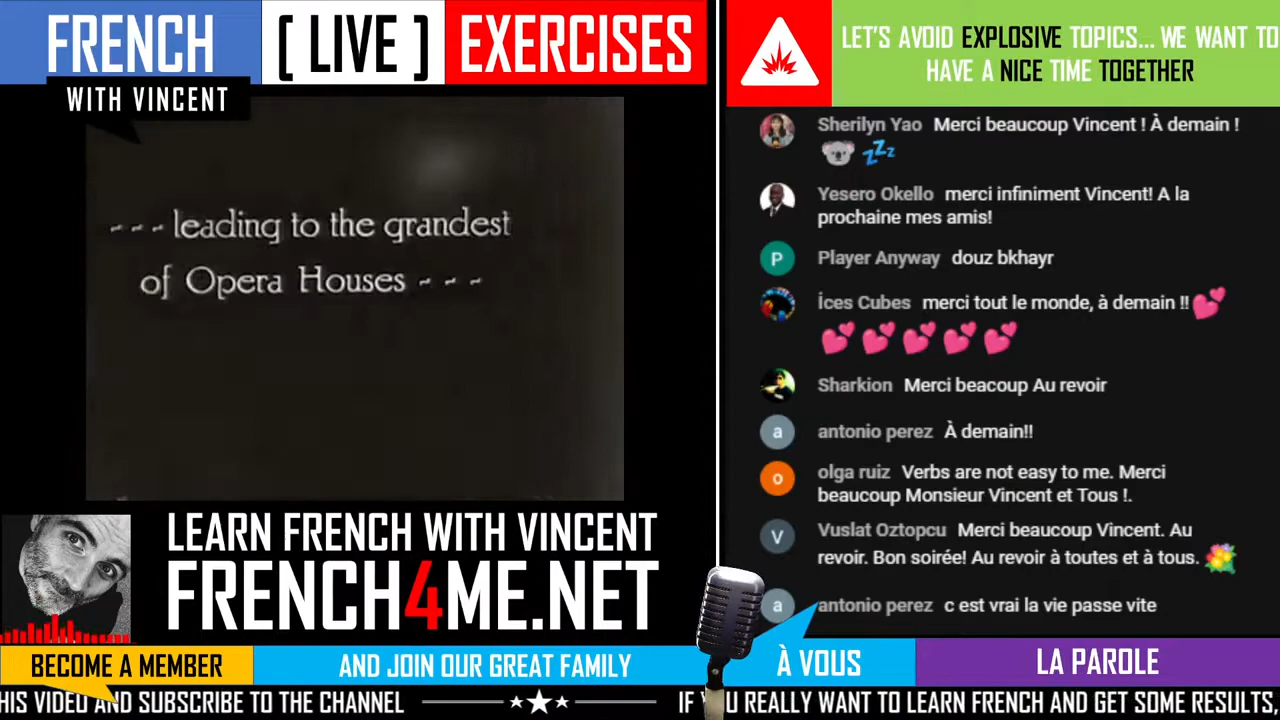 FRENCH [ LIVE ] EXERCISES
WITH VINCENT
LET'S AVOID EXPLOSIVE TOPICS... WE WANT TO
HAVE A NICE TIME TOGETHER
- - - leading to the grandest
of Opera Houses - - -
Sherilyn Yao Merci beaucoup Vincent ! À demain !
🐨 💤
Yesero Okello merci infiniment Vincent! A la
prochaine mes amis!
P Player Anyway douz bkhayr
İces Cubes merci tout le monde, à demain !! 💕
💕 💕 💕 💕 💕
Sharkion Merci beacoup Au revoir
a antonio perez À demain!!
o olga ruiz Verbs are not easy to me. Merci
beaucoup Monsieur Vincent et Tous !.
V Vuslat Oztopcu Merci beaucoup Vincent. Au
revoir. Bon soirée! Au revoir à toutes et à tous. 💐
a antonio perez c est vrai la vie passe vite
LEARN FRENCH WITH VINCENT
FRENCH4ME.NET
BECOME A MEMBER AND JOIN OUR GREAT FAMILY
À VOUS LA PAROLE
HIS VIDEO AND SUBSCRIBE TO THE CHANNEL IF YOU REALLY WANT TO LEARN FRENCH AND GET SOME RESULTS,